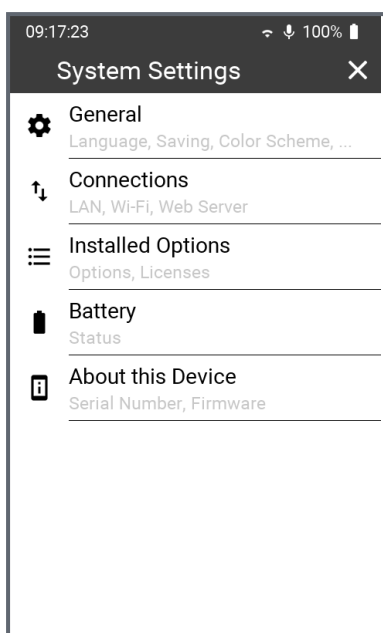 09:17:23 100%
System Settings
General
Language, Saving, Color Scheme, ...
Connections
LAN, Wi-Fi, Web Server
Installed Options
Options, Licenses
Battery
Status
About this Device
Serial Number, Firmware